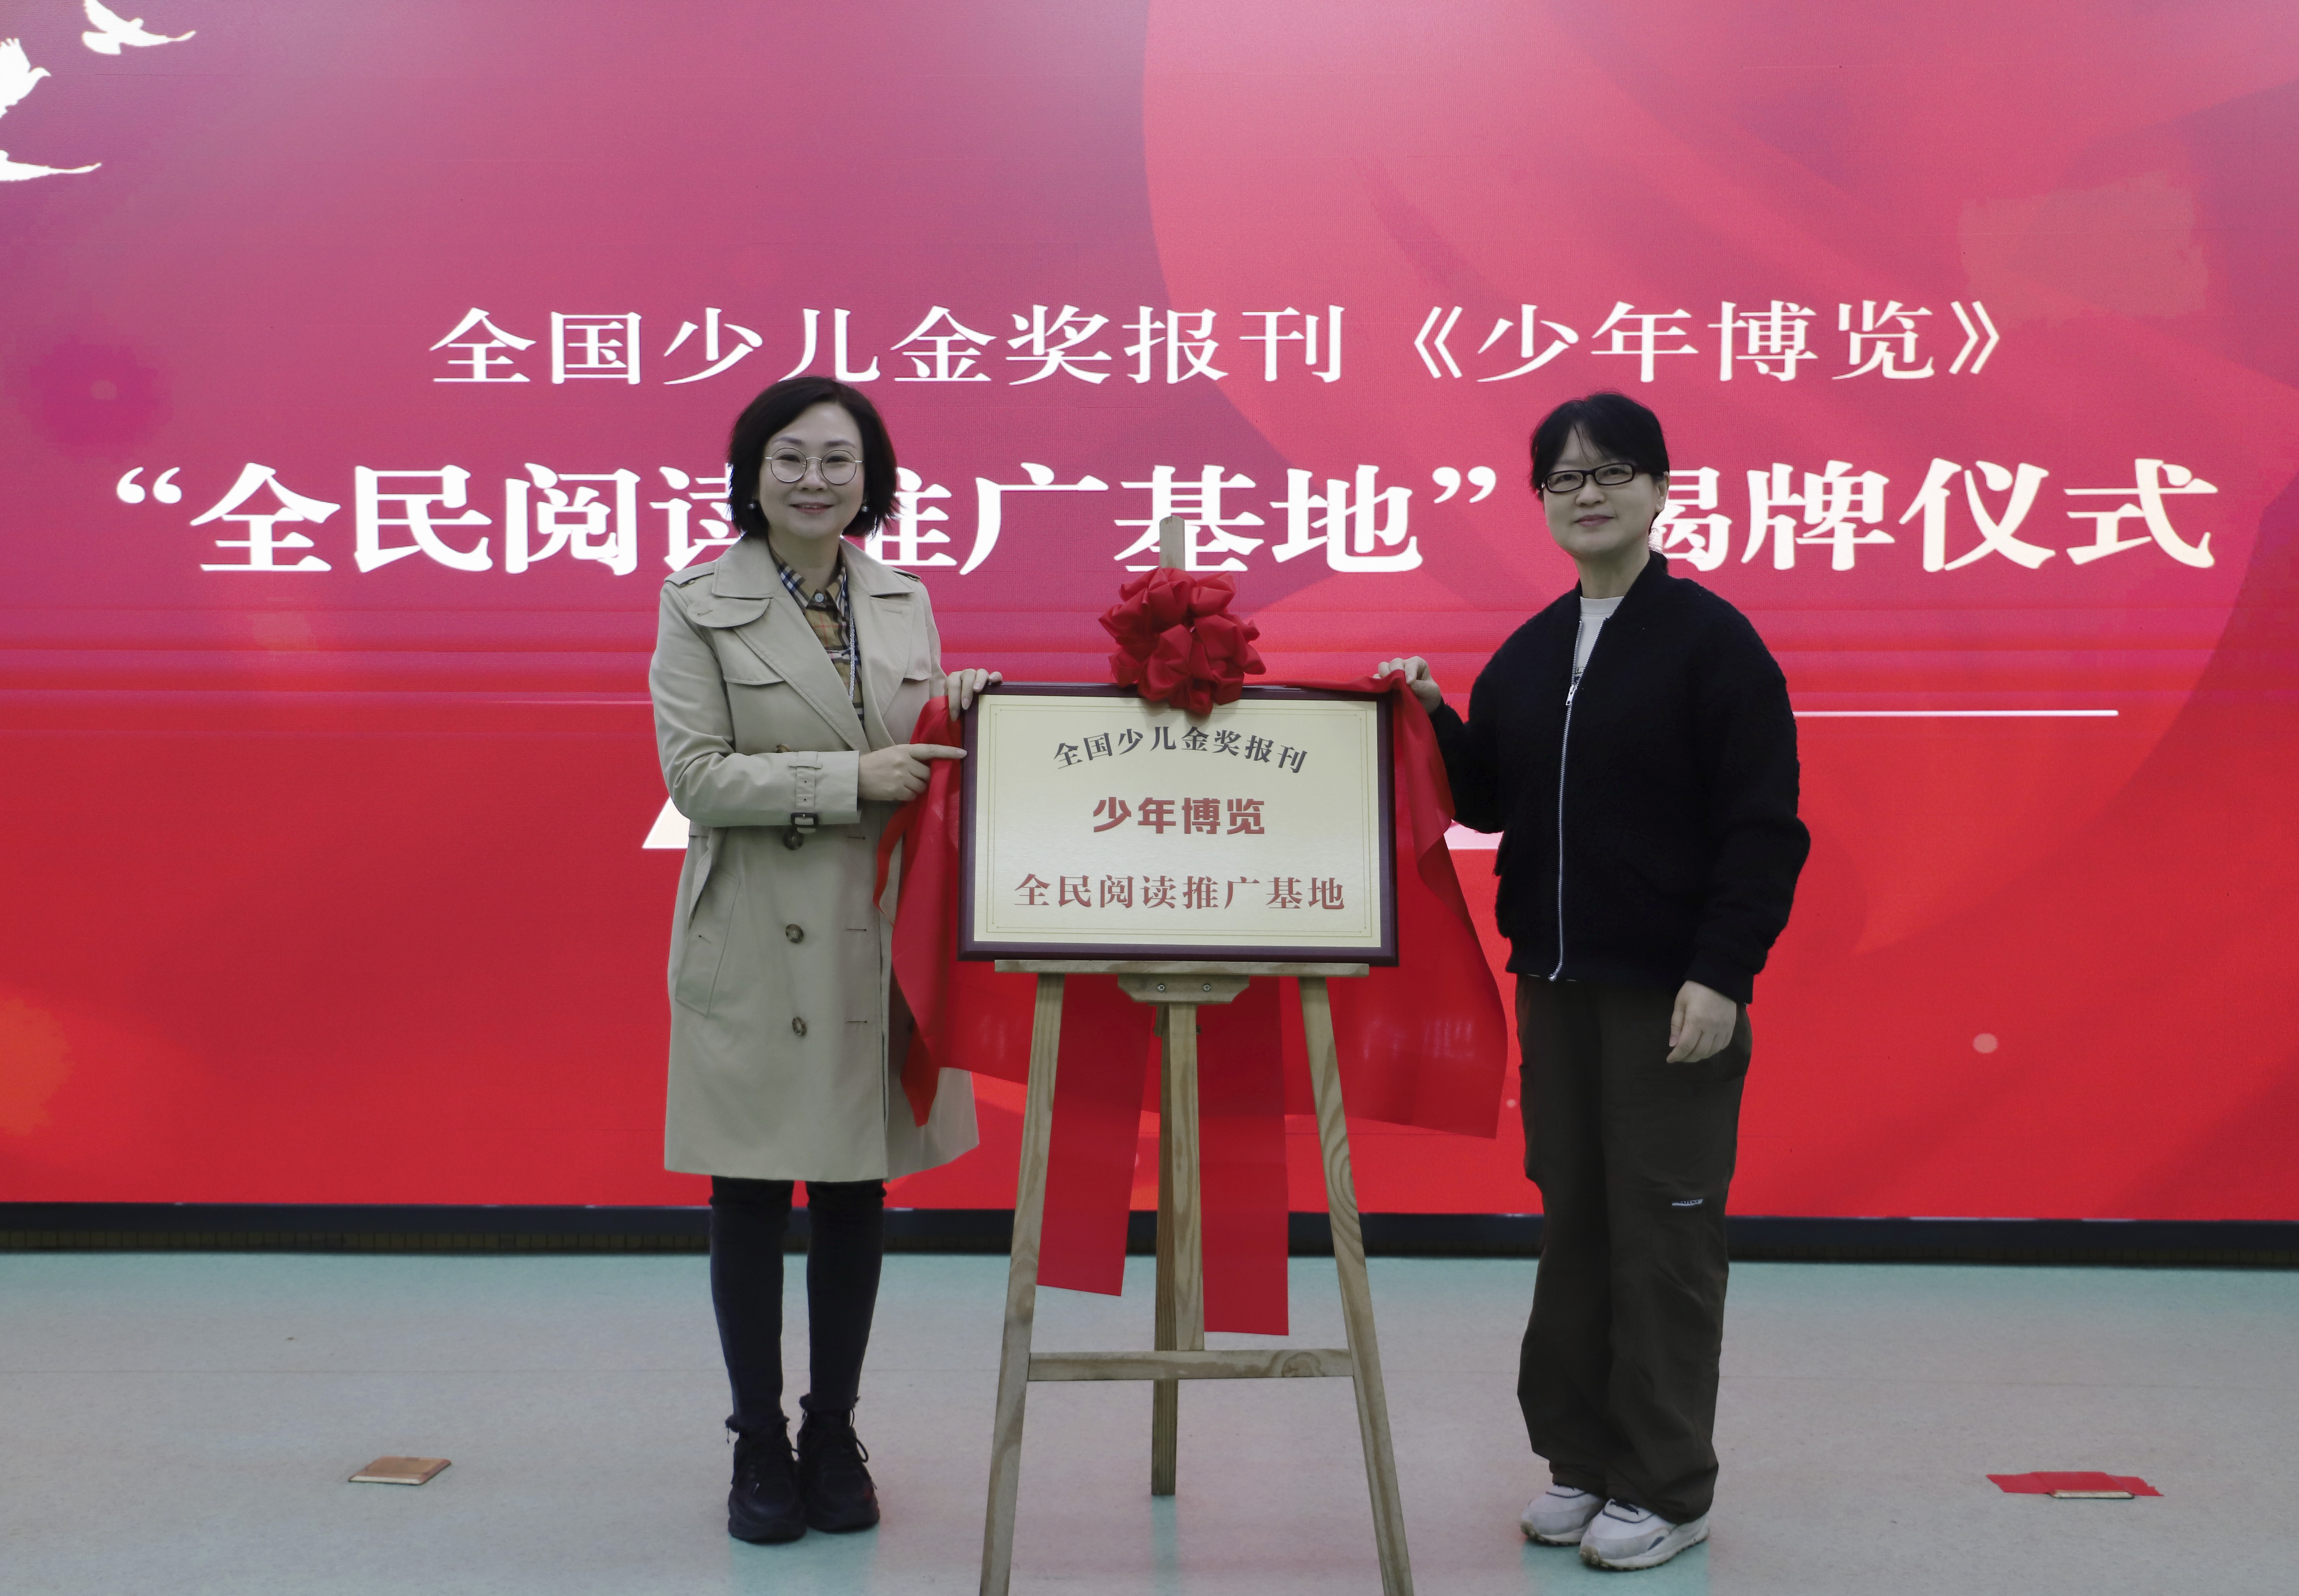 全国少儿金奖报刊《少年博览》
“全民阅读推广基地”揭牌仪式
全国少儿金奖报刊
少年博览
全民阅读推广基地